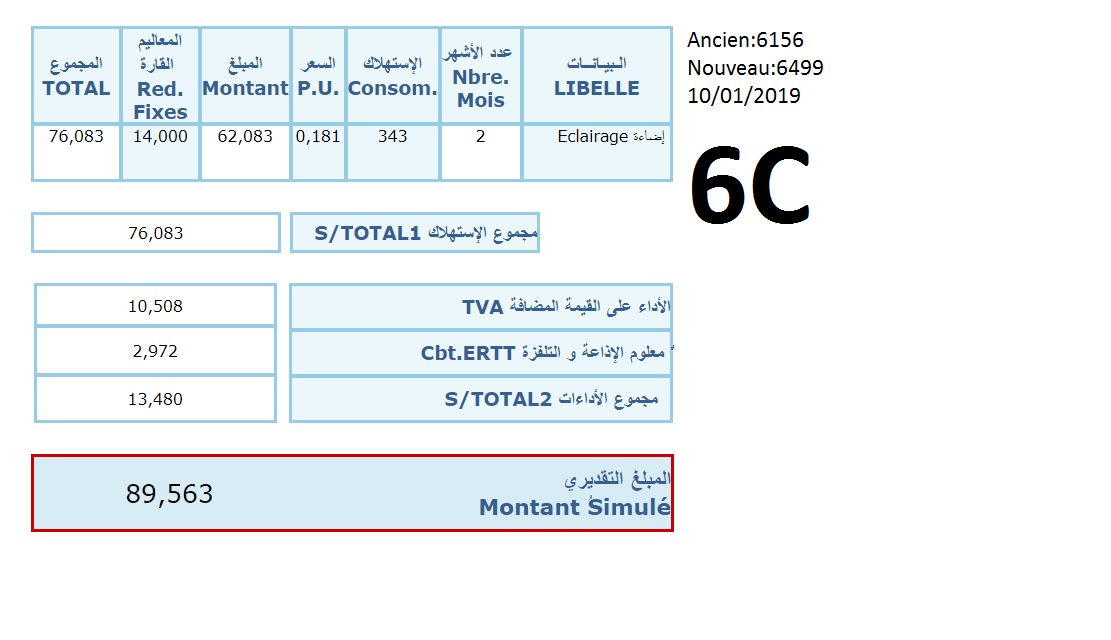 المجموع
TOTAL
المعاليم
القارة
Red.
Fixes
المبلغ
Montant
السعر
P.U.
الإستهلاك
Consom.
عدد الأشهر
Nbre.
Mois
البيانات
LIBELLE
76,083 14,000 62,083 0,181 343 2 Eclairage إضاءة
76,083 S/TOTAL1 مجموع الإستهلاك
10,508 TVA الأداء على القيمة المضافة
2,972 Cbt.ERTT معلوم الإذاعة و التلفزة
13,480 S/TOTAL2 مجموع الأداءات
المبلغ التقديري
89,563 Montant Simulé
Ancien:6156
Nouveau:6499
10/01/2019
6C